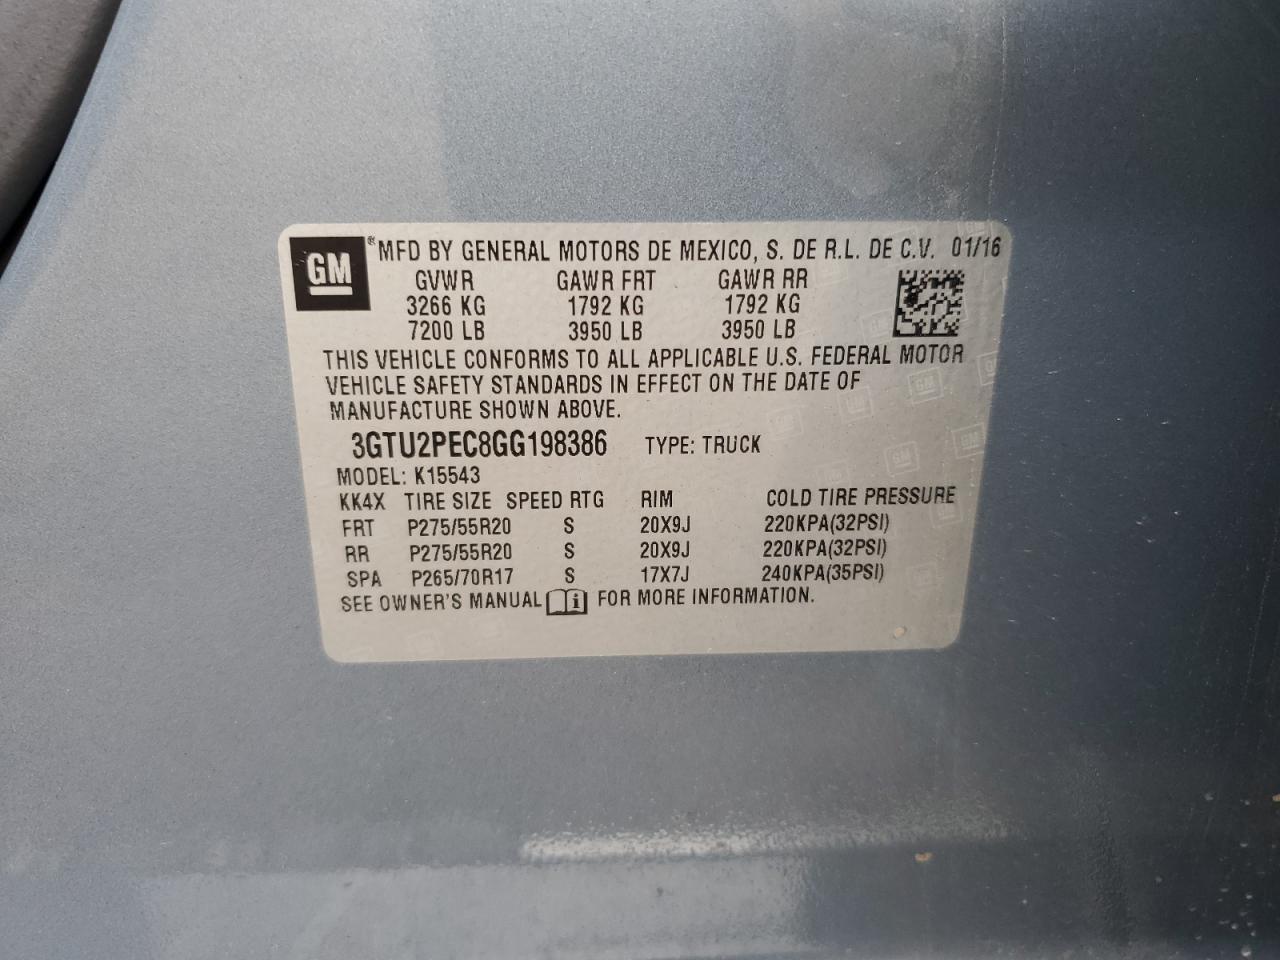 GM ® MFD BY GENERAL MOTORS DE MEXICO, S. DE R.L. DE C.V. 01/16
GVWR GAWR FRT GAWR RR
3266 KG 1792 KG 1792 KG
7200 LB 3950 LB 3950 LB
THIS VEHICLE CONFORMS TO ALL APPLICABLE U.S. FEDERAL MOTOR
VEHICLE SAFETY STANDARDS IN EFFECT ON THE DATE OF
MANUFACTURE SHOWN ABOVE.
3GTU2PEC8GG198386 TYPE: TRUCK
MODEL: K15543
KK4X TIRE SIZE SPEED RTG RIM COLD TIRE PRESSURE
FRT P275/55R20 S 20X9J 220KPA(32PSI)
RR P275/55R20 S 20X9J 220KPA(32PSI)
SPA P265/70R17 S 17X7J 240KPA(35PSI)
SEE OWNER'S MANUAL i FOR MORE INFORMATION.